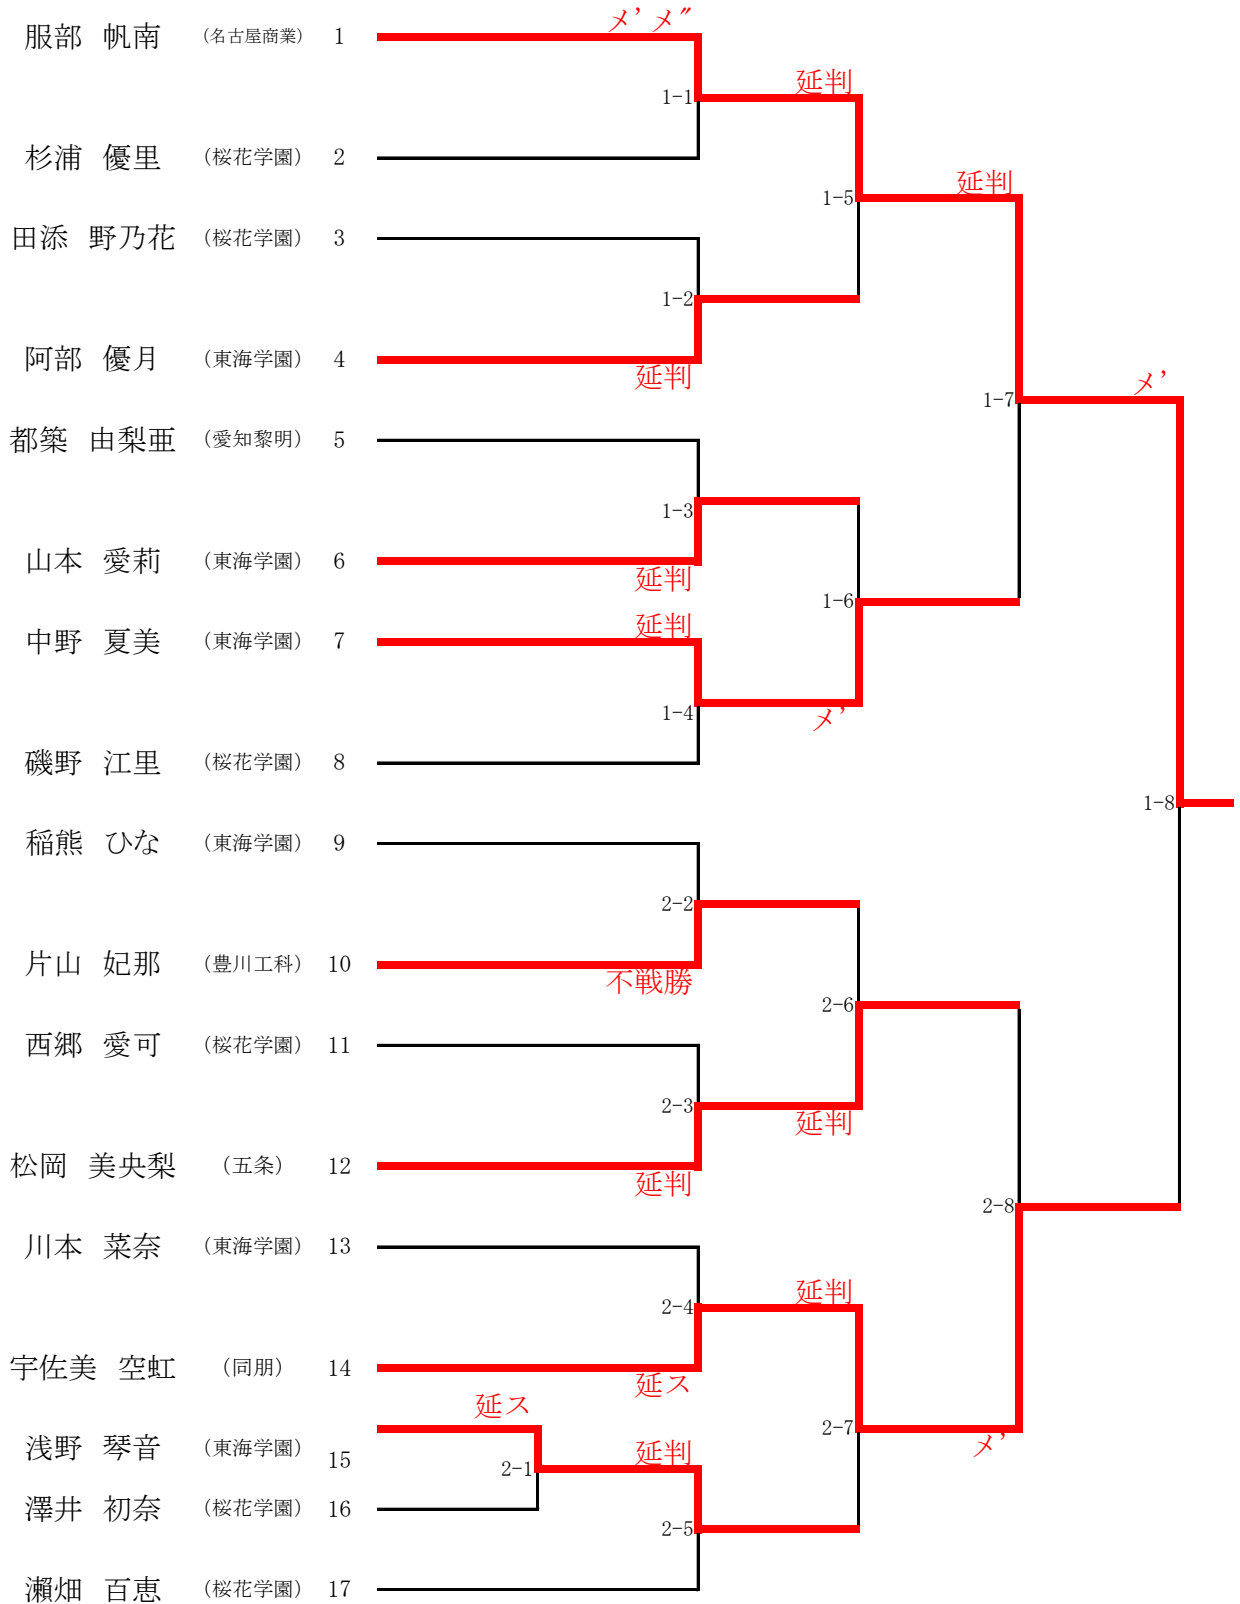 メ’メ”
服部 帆南 (名古屋商業) 1
延判
1-1
杉浦 優里 (桜花学園) 2
延判
1-5
田添 野乃花 (桜花学園) 3
1-2
阿部 優月 (東海学園) 4
延判
メ’
1-7
都築 由梨亜 (愛知黎明) 5
1-3
山本 愛莉 (東海学園) 6
延判
1-6
延判
中野 夏美 (東海学園) 7
1-4
メ’
磯野 江里 (桜花学園) 8
1-8
稲熊 ひな (東海学園) 9
2-2
片山 妃那 (豊川工科) 10
不戦勝
2-6
西郷 愛可 (桜花学園) 11
2-3
延判
松岡 美央梨 (五条) 12
延判
2-8
川本 菜奈 (東海学園) 13
延判
2-4
宇佐美 空虹 (同朋) 14
延ス
延ス
2-7
メ’
浅野 琴音 (東海学園) 15
延判
2-1
澤井 初奈 (桜花学園) 16
2-5
瀬畑 百恵 (桜花学園) 17